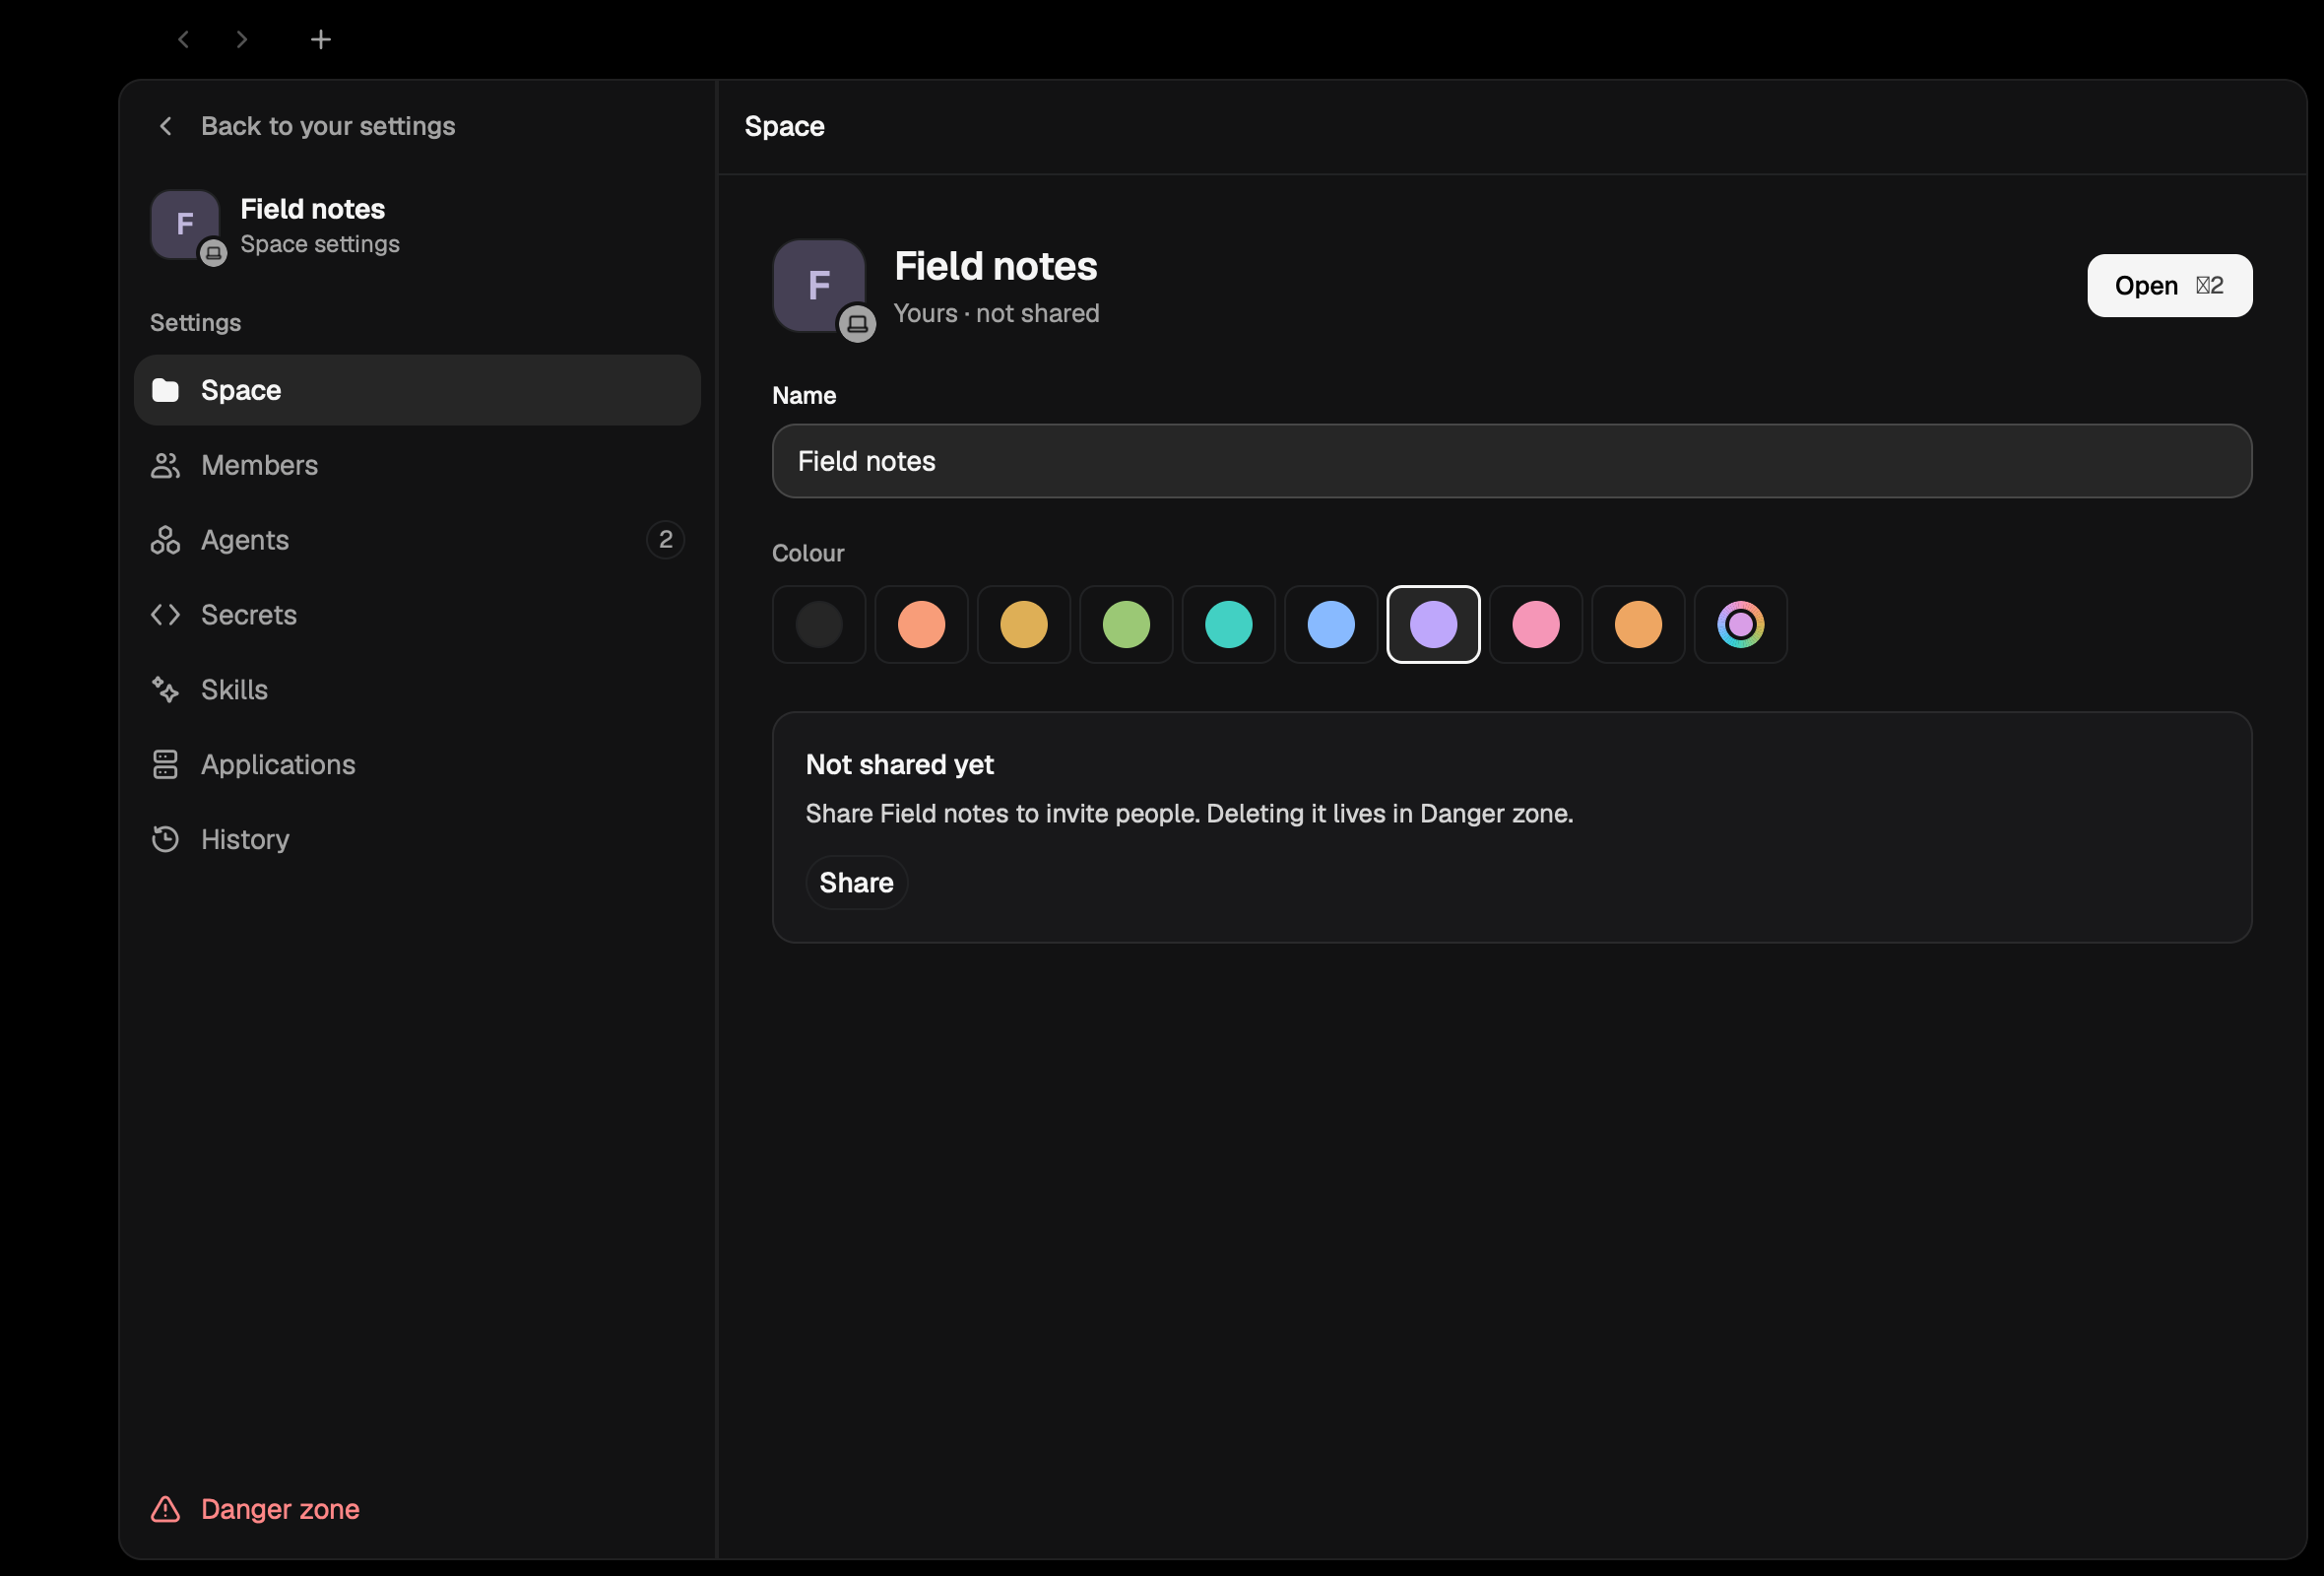 Back to your settings
F
Field notes
Space settings
Settings
Space
Members
Agents
2
Secrets
Skills
Applications
History
Danger zone
Space
F
Field notes
Yours · not shared
Open 2
Name
Field notes
Colour
Not shared yet
Share Field notes to invite people. Deleting it lives in Danger zone.
Share